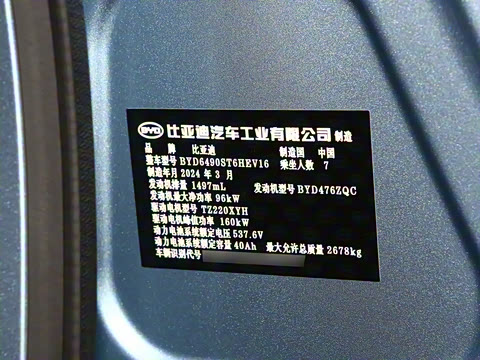 BYD 比亚迪汽车工业有限公司 制造
品 牌 比亚迪 制造国 中国
整车型号 BYD6490ST6HEV16 乘坐人数 7
制造年月 2024 年 3 月
发动机排量 1497mL 发动机型号 BYD476ZQC
发动机最大净功率 96kW
驱动电机型号 TZ220XYH
驱动电机峰值功率 160kW
动力电池系统额定电压 537.6V
动力电池系统额定容量 40Ah 最大允许总质量 2678kg
车辆识别代号